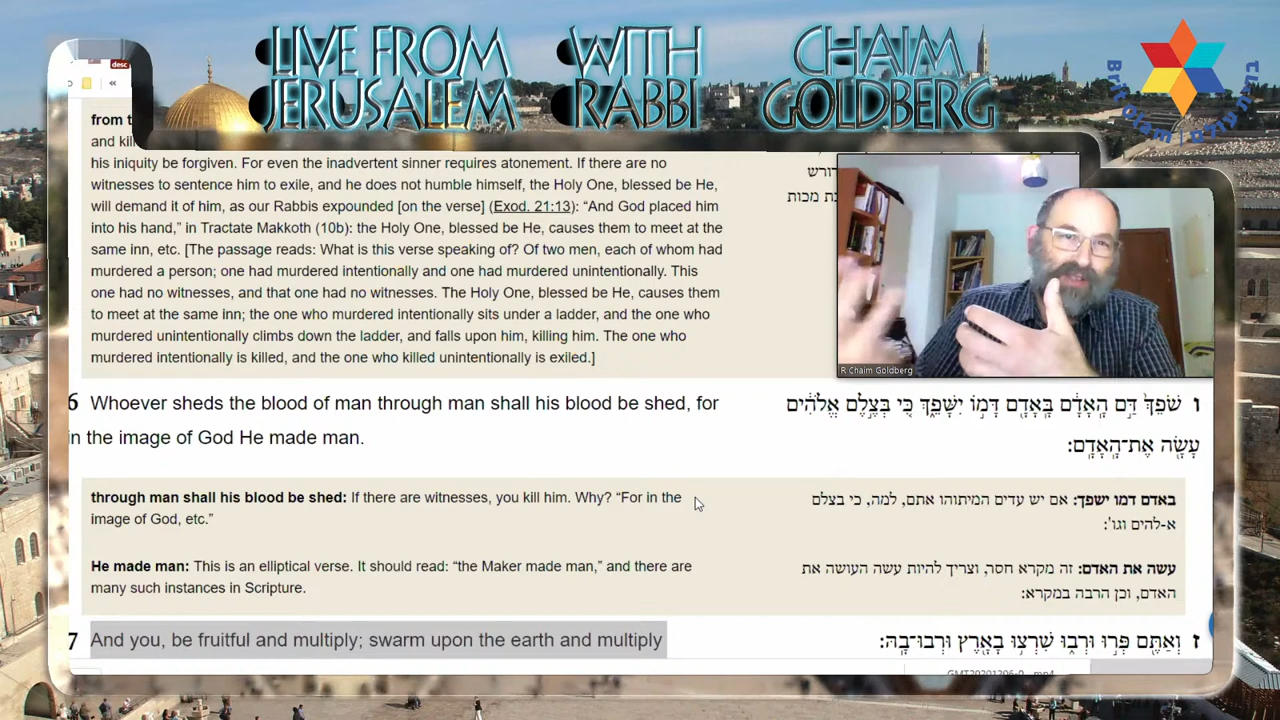 LIVE FROM JERUSALEM
WITH RABBI
CHAIM GOLDBERG
Brit Olam | ברית עולם
desc
«
from t
and kil
his iniquity be forgiven. For even the inadvertent sinner requires atonement. If there are no
witnesses to sentence him to exile, and he does not humble himself, the Holy One, blessed be He,
will demand it of him, as our Rabbis expounded [on the verse] (Exod. 21:13): “And God placed him
into his hand,” in Tractate Makkoth (10b): the Holy One, blessed be He, causes them to meet at the
same inn, etc. [The passage reads: What is this verse speaking of? Of two men, each of whom had
murdered a person; one had murdered intentionally and one had murdered unintentionally. This
one had no witnesses, and that one had no witnesses. The Holy One, blessed be He, causes them
to meet at the same inn; the one who murdered intentionally sits under a ladder, and the one who
murdered unintentionally climbs down the ladder, and falls upon him, killing him. The one who
murdered intentionally is killed, and the one who killed unintentionally is exiled.]
דורש
מכות
R Chaim Goldberg
6 Whoever sheds the blood of man through man shall his blood be shed, for
in the image of God He made man.
ו שֹׁפֵךְ֙ דַּ֣ם הָֽאָדָ֔ם בָּֽאָדָ֖ם דָּמ֣וֹ יִשָּׁפֵ֑ךְ כִּ֚י בְּצֶ֣לֶם אֱלֹהִ֔ים
עָשָׂ֖ה אֶת־הָֽאָדָֽם:
through man shall his blood be shed: If there are witnesses, you kill him. Why? “For in the
image of God, etc.”
באדם דמו ישפך: אם יש עדים המיתוהו אתם, למה, כי בצלם
א-להים וגו':
He made man: This is an elliptical verse. It should read: “the Maker made man,” and there are
many such instances in Scripture.
עשה את האדם: זה מקרא חסר, וצריך להיות עשה העושה את
האדם, וכן הרבה במקרא:
7 And you, be fruitful and multiply; swarm upon the earth and multiply
ז וְאַתֶּ֖ם פְּר֣וּ וּרְב֑וּ שִׁרְצ֥וּ בָאָ֖רֶץ וּרְבוּ־בָֽהּ: